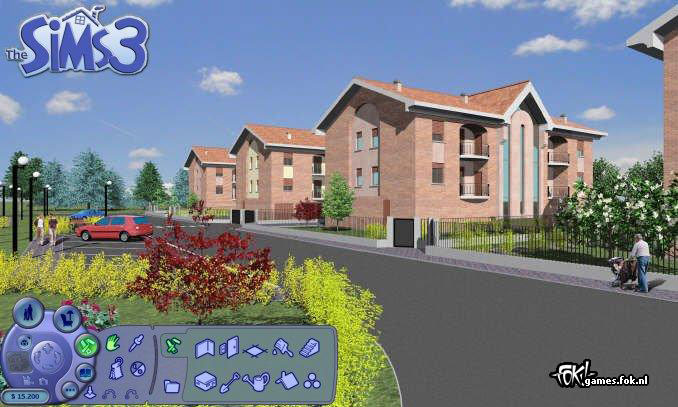 The
SiMS3
$ 15.200
FOK!
games.fok.nl